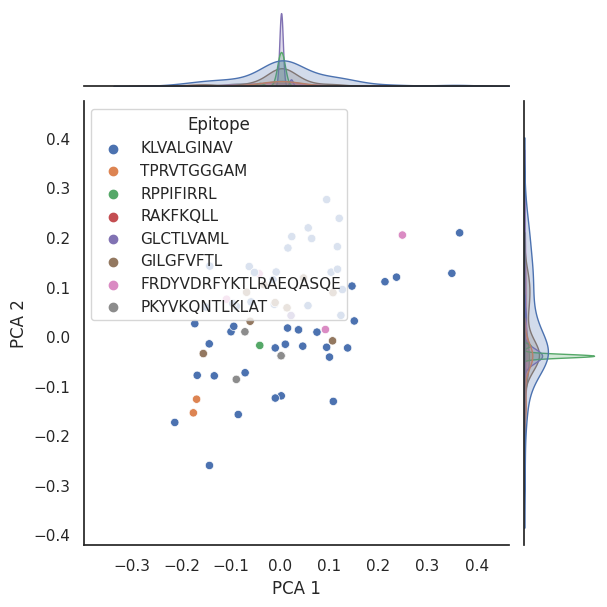 Epitope
KLVALGINAV
TPRVTGGGAM
RPPIFIRRL
RAKFKQLL
GLCTLVAML
GILGFVFTL
FRDYVDRFYKTLRAEQASQE
PKYVKQNTLKLAT
0.4
0.3
0.2
0.1
0.0
−0.1
−0.2
−0.3
−0.4
PCA 2
−0.3 −0.2 −0.1 0.0 0.1 0.2 0.3 0.4
PCA 1